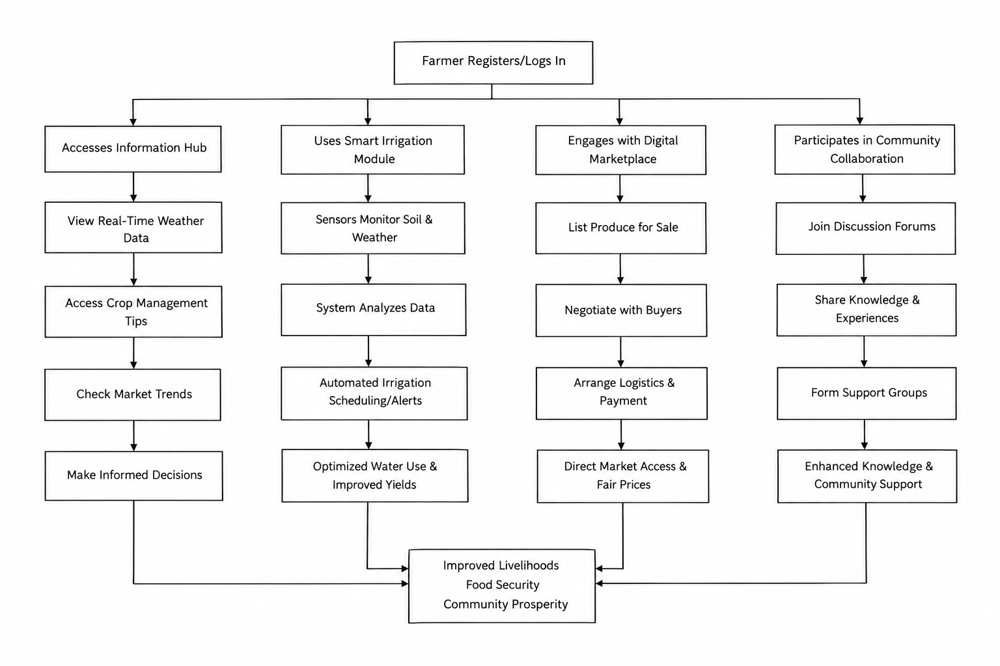 Farmer Registers/Logs In
Accesses Information Hub
View Real-Time Weather
Data
Access Crop Management
Tips
Check Market Trends
Make Informed Decisions
Uses Smart Irrigation
Module
Sensors Monitor Soil &
Weather
System Analyzes Data
Automated Irrigation
Scheduling/Alerts
Optimized Water Use &
Improved Yields
Engages with Digital
Marketplace
List Produce for Sale
Negotiate with Buyers
Arrange Logistics &
Payment
Direct Market Access &
Fair Prices
Participates in Community
Collaboration
Join Discussion Forums
Share Knowledge &
Experiences
Form Support Groups
Enhanced Knowledge &
Community Support
Improved Livelihoods
Food Security
Community Prosperity